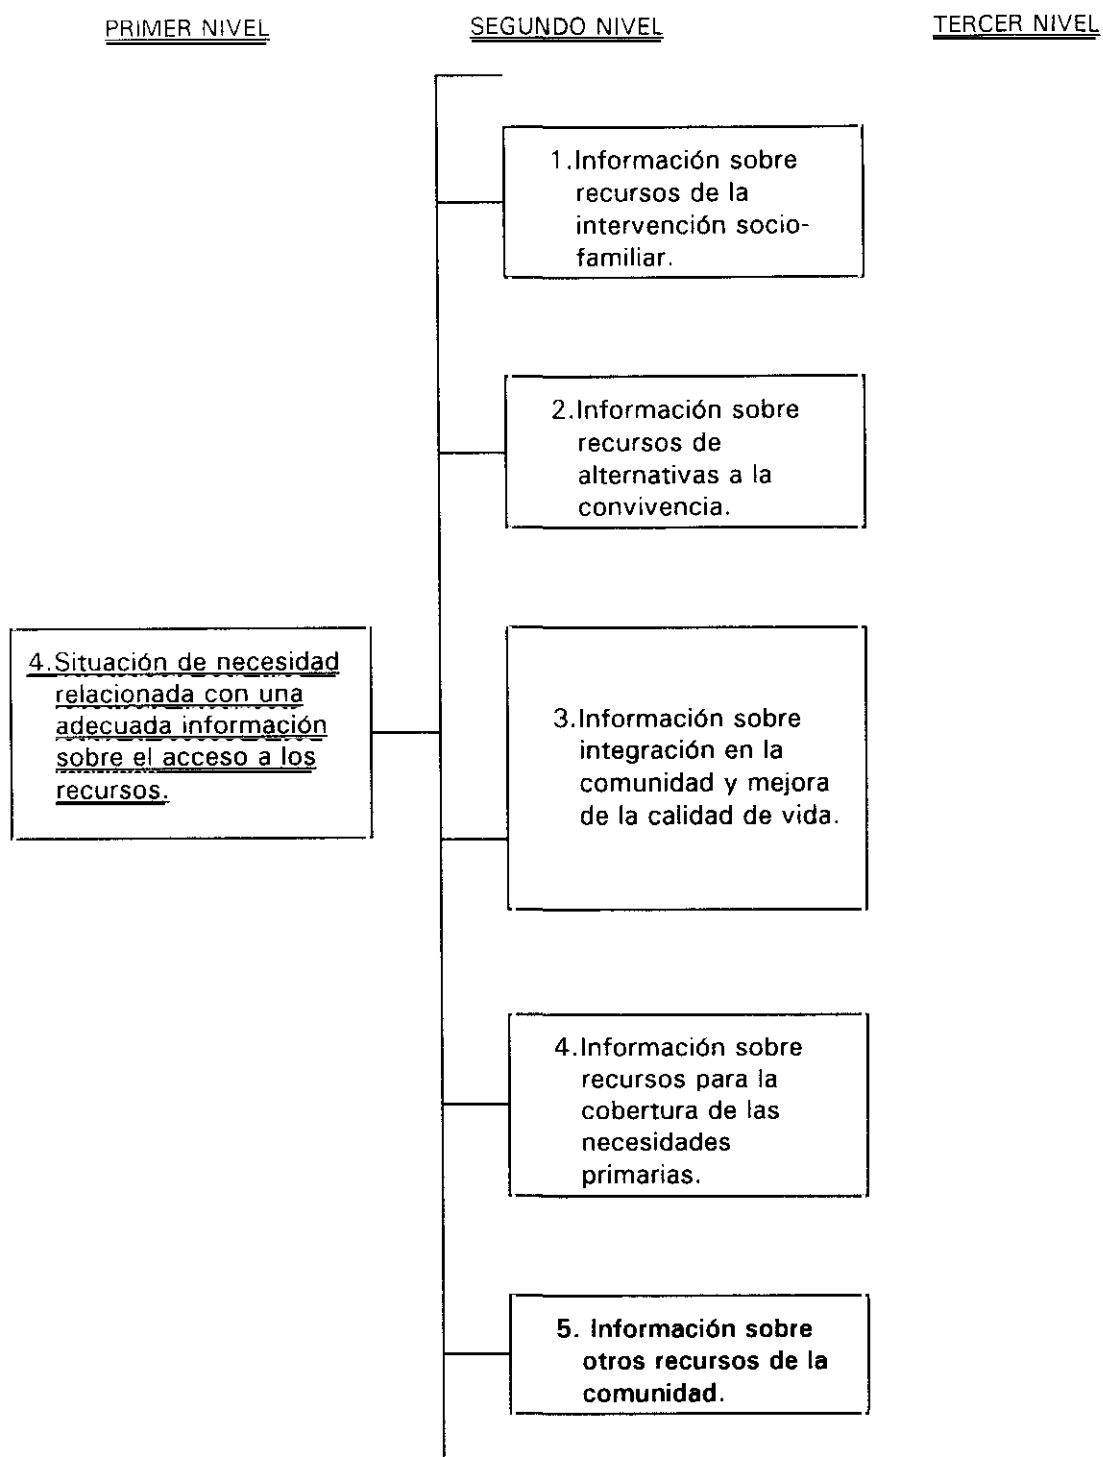 PRIMER NIVEL
SEGUNDO NIVEL
TERCER NIVEL
1.Información sobre
recursos de la
intervención socio-
familiar.
2.Información sobre
recursos de
alternativas a la
convivencia.
4.Situación de necesidad
relacionada con una
adecuada información
sobre el acceso a los
recursos.
3.Información sobre
integración en la
comunidad y mejora
de la calidad de vida.
4.Información sobre
recursos para la
cobertura de las
necesidades
primarias.
5. Información sobre
otros recursos de la
comunidad.